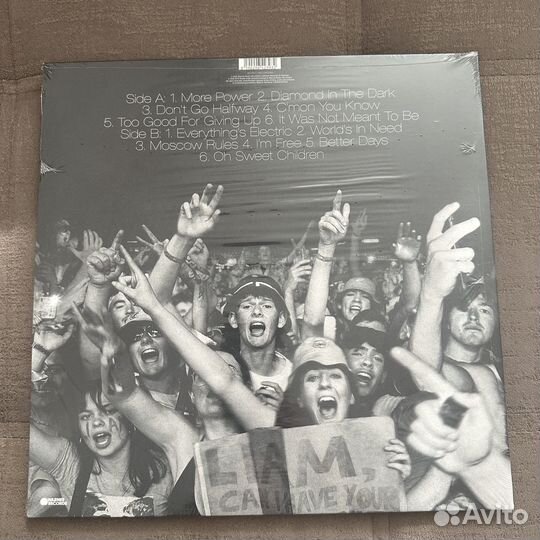 Side A: 1. More Power 2. Diamond In The Dark
3. Don't Go Halfway 4. C'mon You Know
5. Too Good For Giving Up 6. It Was Not Meant To Be
Side B: 1. Everything's Electric 2. World's In Need
3. Moscow Rules 4. I'm Free 5. Better Days
6. Oh Sweet Children
LIAM,
CAN I HAVE YOUR
WARNER
RECORDS
Avito